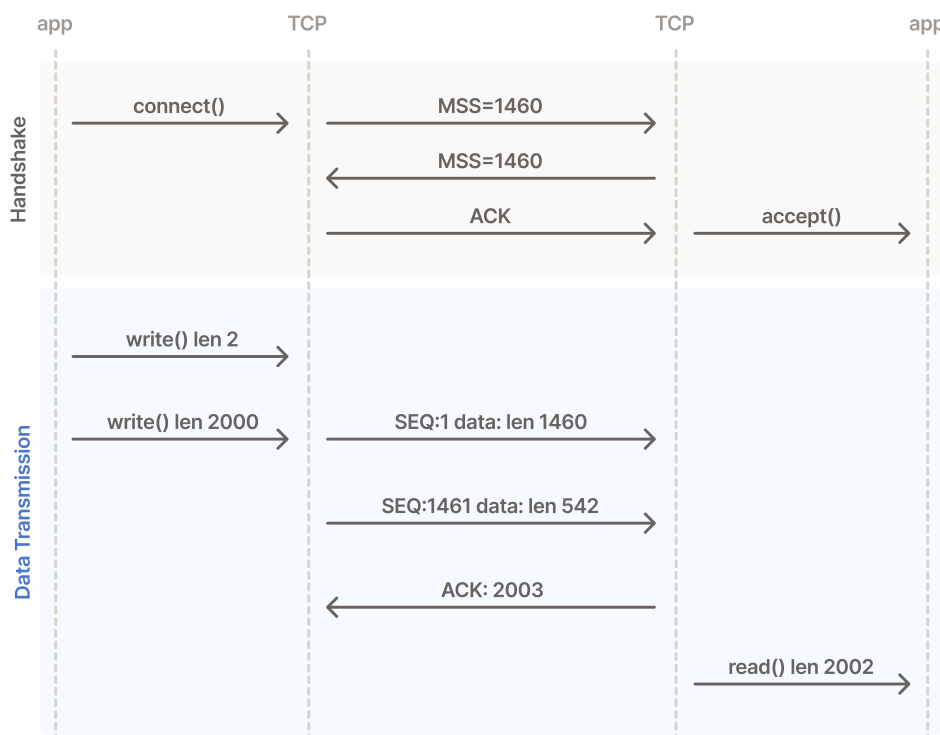 app
TCP
TCP
app
Handshake
connect()
MSS=1460
MSS=1460
ACK
accept()
Data Transmission
write() len 2
write() len 2000
SEQ:1 data: len 1460
SEQ:1461 data: len 542
ACK: 2003
read() len 2002